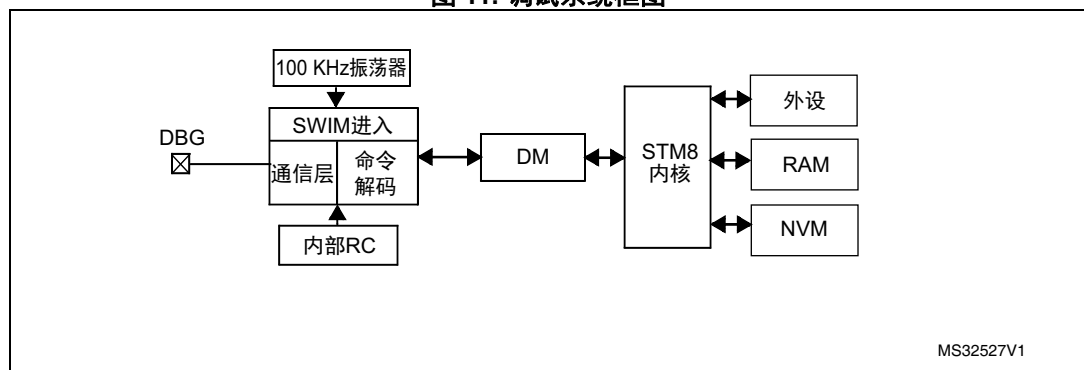 100 KHz振荡器
SWIM进入
DBG
通信层
命令
解码
内部RC
DM
STM8
内核
外设
RAM
NVM
MS32527V1